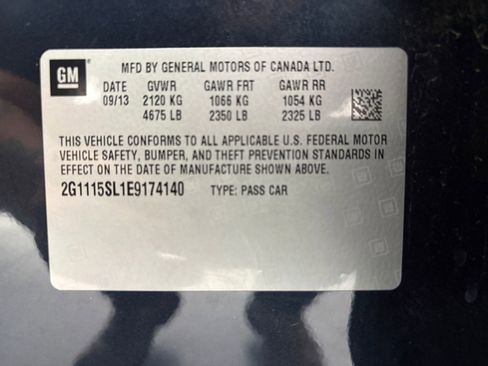 GM
MFD BY GENERAL MOTORS OF CANADA LTD.
DATE GVWR GAWR FRT GAWR RR
09/13 2120 KG 1066 KG 1054 KG
4675 LB 2350 LB 2325 LB
THIS VEHICLE CONFORMS TO ALL APPLICABLE U.S. FEDERAL MOTOR
VEHICLE SAFETY, BUMPER, AND THEFT PREVENTION STANDARDS IN
EFFECT ON THE DATE OF MANUFACTURE SHOWN ABOVE.
2G1115SL1E9174140 TYPE: PASS CAR